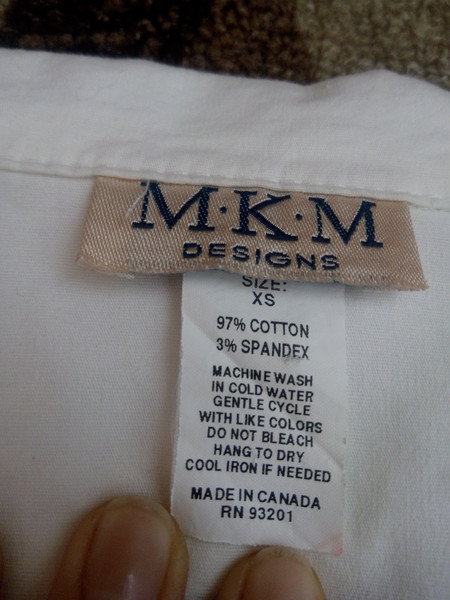 M·K·M
DESIGNS
SIZE:
XS
97% COTTON
3% SPANDEX
MACHINE WASH
IN COLD WATER
GENTLE CYCLE
WITH LIKE COLORS
DO NOT BLEACH
HANG TO DRY
COOL IRON IF NEEDED
MADE IN CANADA
RN 93201